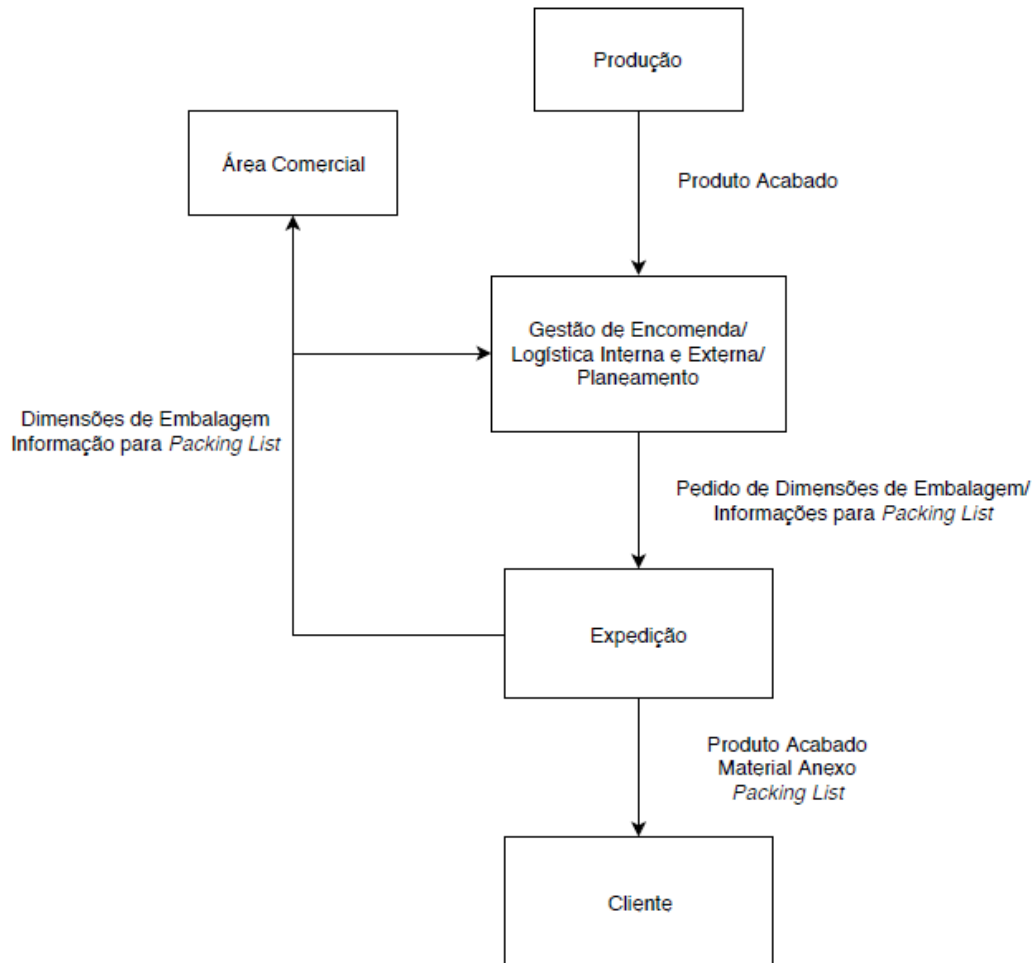 Produção
Área Comercial
Produto Acabado
Gestão de Encomenda/
Logística Interna e Externa/
Planeamento
Dimensões de Embalagem
Informação para Packing List
Pedido de Dimensões de Embalagem/
Informações para Packing List
Expedição
Produto Acabado
Material Anexo
Packing List
Cliente